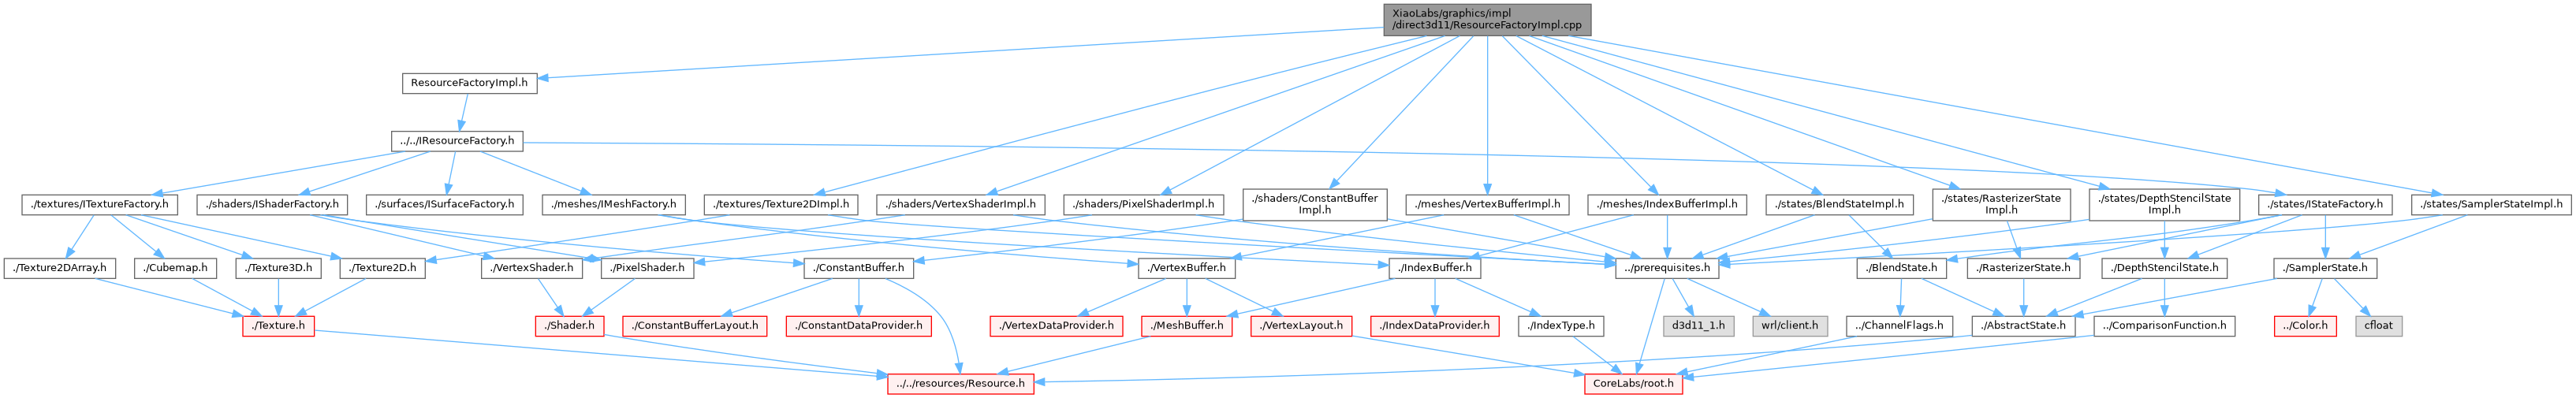 XiaoLabs/graphics/impl
/direct3d11/ResourceFactoryImpl.cpp
ResourceFactoryImpl.h
../../IResourceFactory.h
./textures/ITextureFactory.h
./shaders/IShaderFactory.h
./surfaces/ISurfaceFactory.h
./meshes/IMeshFactory.h
./textures/Texture2DImpl.h
./shaders/VertexShaderImpl.h
./shaders/PixelShaderImpl.h
./shaders/ConstantBuffer
Impl.h
./meshes/VertexBufferImpl.h
./meshes/IndexBufferImpl.h
./states/BlendStateImpl.h
./states/RasterizerState
Impl.h
./states/DepthStencilState
Impl.h
./states/IStateFactory.h
./states/SamplerStateImpl.h
./Texture2DArray.h
./Cubemap.h
./Texture3D.h
./Texture2D.h
./VertexShader.h
./PixelShader.h
./ConstantBuffer.h
./VertexBuffer.h
./IndexBuffer.h
../prerequisites.h
./BlendState.h
./RasterizerState.h
./DepthStencilState.h
./SamplerState.h
./Texture.h
./Shader.h
./ConstantBufferLayout.h
./ConstantDataProvider.h
./VertexDataProvider.h
./MeshBuffer.h
./VertexLayout.h
./IndexDataProvider.h
./IndexType.h
d3d11_1.h
wrl/client.h
../ChannelFlags.h
./AbstractState.h
../ComparisonFunction.h
../Color.h
cfloat
../../resources/Resource.h
CoreLabs/root.h